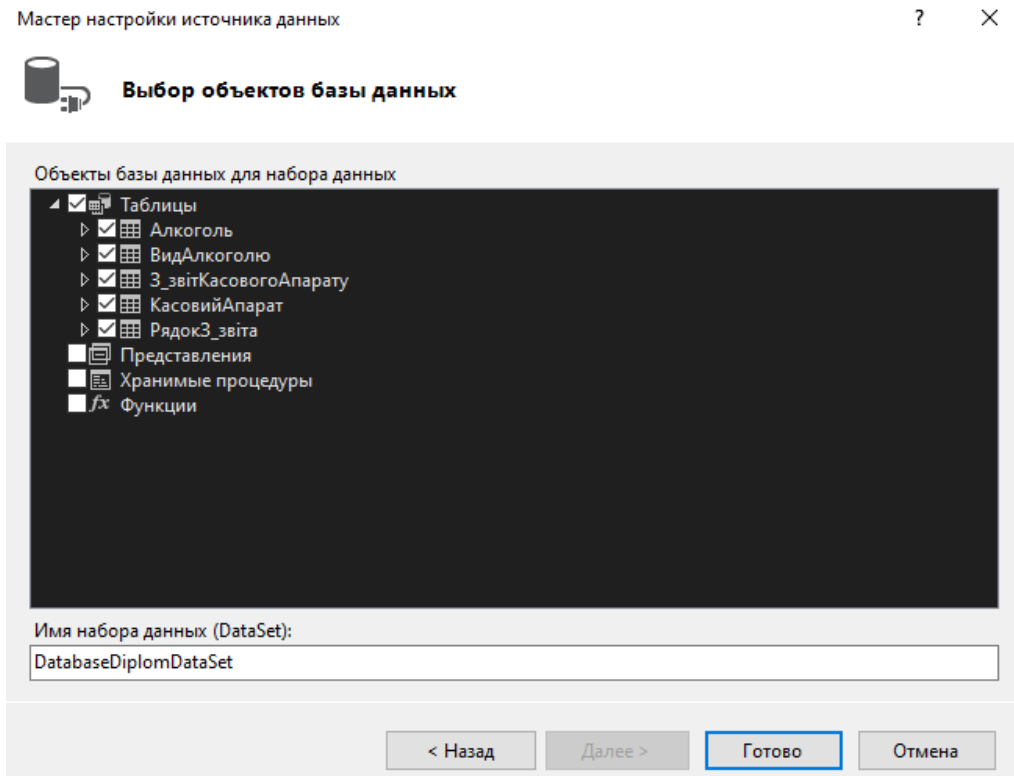 Мастер настройки источника данных
?
Выбор объектов базы данных
Объекты базы данных для набора данных
Таблицы
Алкоголь
ВидАлкоголю
З_звітКасовогоАпарату
КасовийАпарат
РядокЗ_звіта
Представления
Хранимые процедуры
fx Функции
Имя набора данных (DataSet):
DatabaseDiplomDataSet
< Назад Далее > Готово Отмена